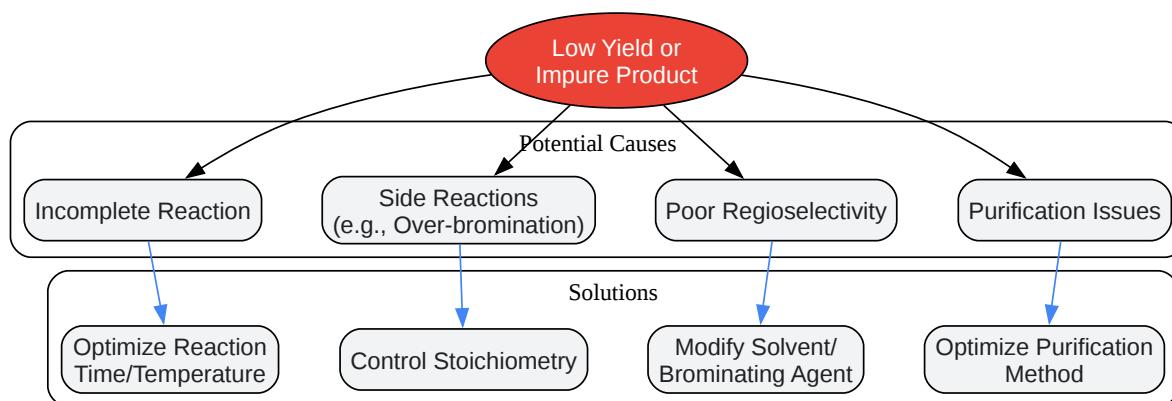 Low Yield or
Impure Product
Potential Causes
Incomplete Reaction
Side Reactions
(e.g., Over-bromination)
Poor Regioselectivity
Purification Issues
Solutions
Optimize Reaction
Time/Temperature
Control Stoichiometry
Modify Solvent/
Brominating Agent
Optimize Purification
Method